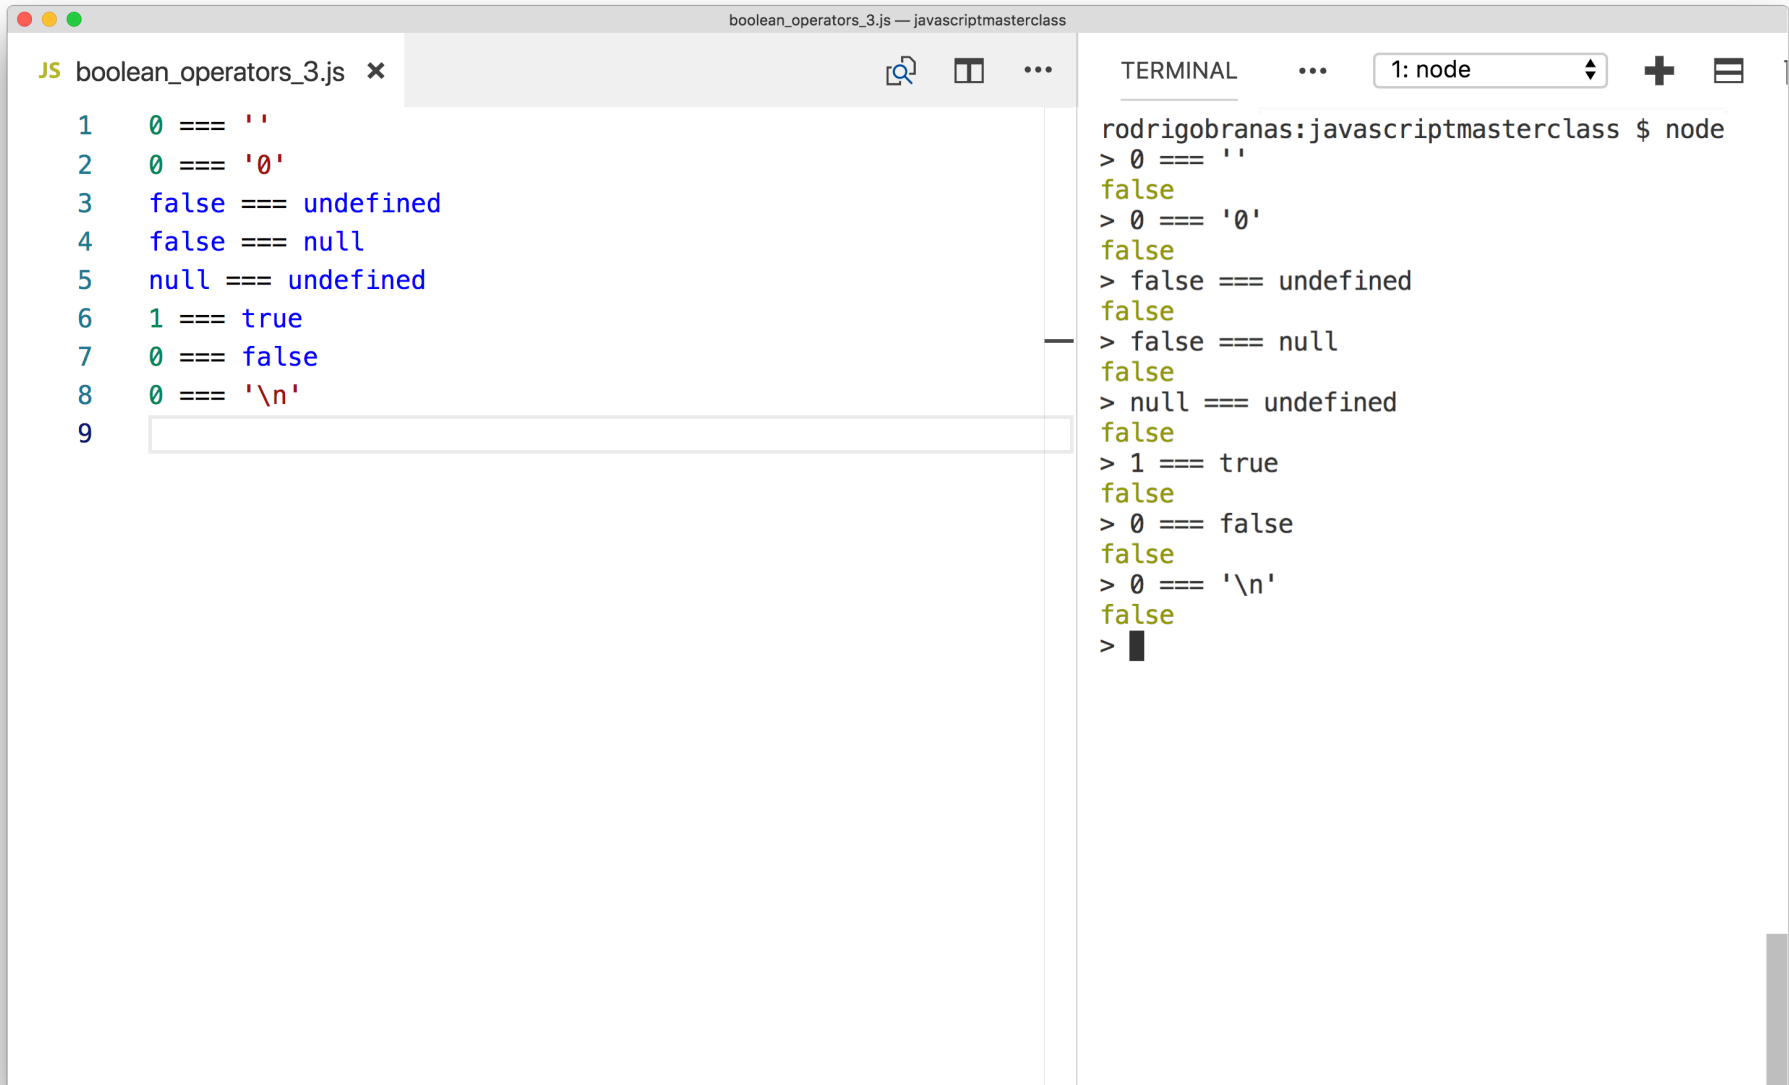 boolean_operators_3.js — javascriptmasterclass
JS boolean_operators_3.js
1 0 === ''
2 0 === '0'
3 false === undefined
4 false === null
5 null === undefined
6 1 === true
7 0 === false
8 0 === '\n'
9
TERMINAL
1: node
rodrigobranas:javascriptmasterclass $ node
> 0 === ''
false
> 0 === '0'
false
> false === undefined
false
> false === null
false
> null === undefined
false
> 1 === true
false
> 0 === false
false
> 0 === '\n'
false
>